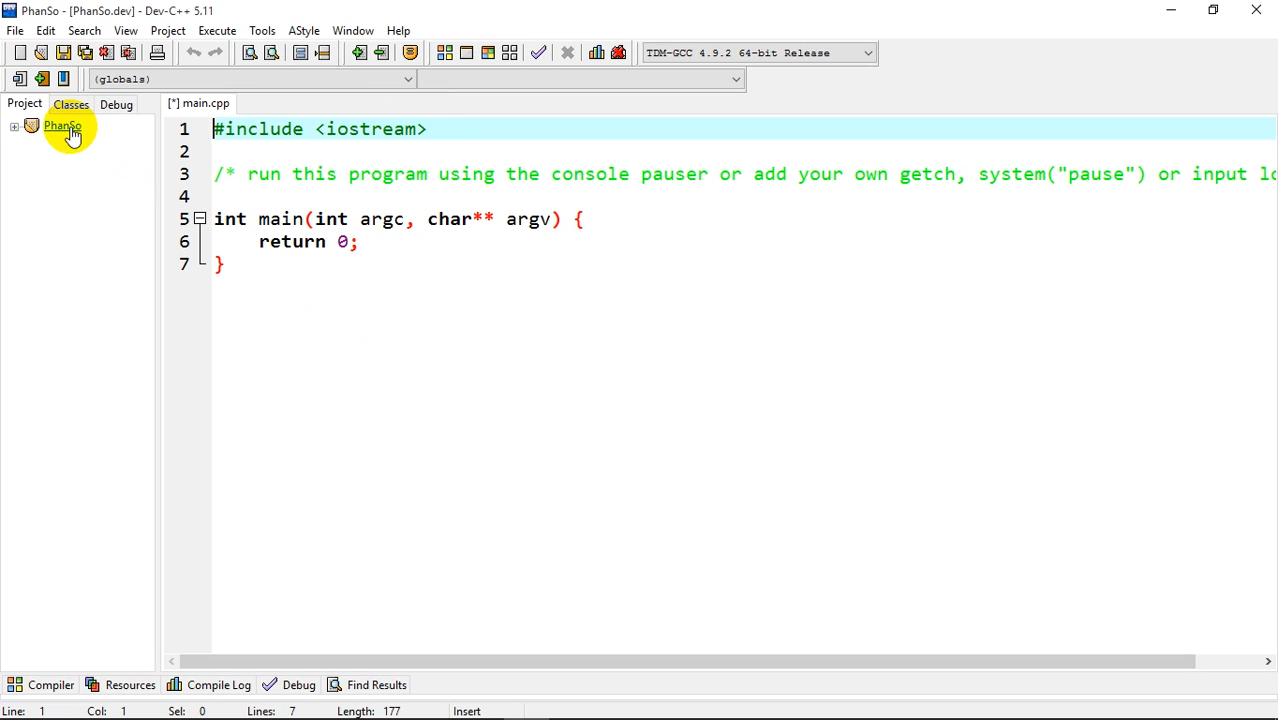 PhanSo - [PhanSo.dev] - Dev-C++ 5.11
File Edit Search View Project Execute Tools AStyle Window Help
TDM-GCC 4.9.2 64-bit Release
(globals)
Project Classes Debug [*] main.cpp
PhanSo
1 #include <iostream>
2
3 /* run this program using the console pauser or add your own getch, system("pause") or input
4
5 int main(int argc, char** argv) {
6 return 0;
7 }
Compiler Resources Compile Log Debug Find Results
Line: 1 Col: 1 Sel: 0 Lines: 7 Length: 177 Insert